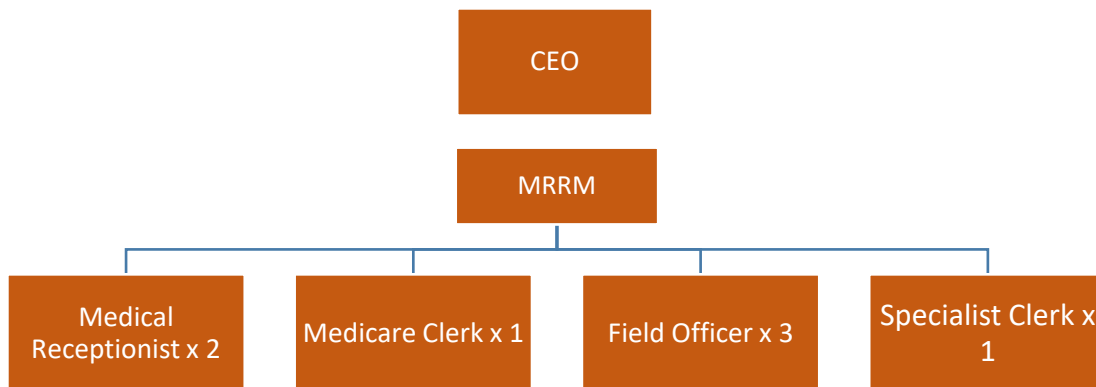 CEO
MRRM
Medical
Receptionist x 2
Medicare Clerk x 1
Field Officer x 3
Specialist Clerk x
1